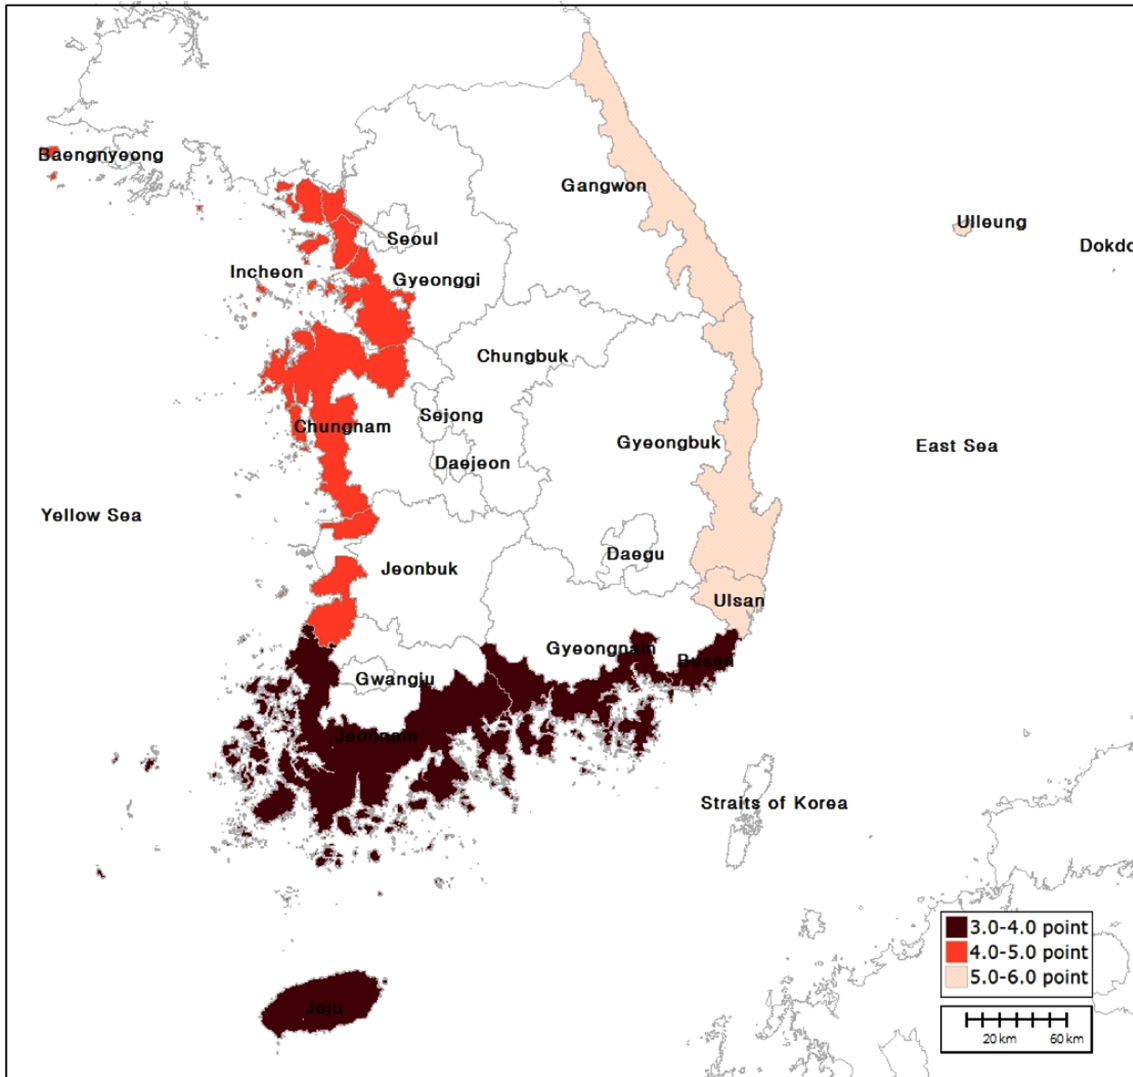 Baengnyeong
Gangwon
Ulleung
Seoul
Dokdo
Incheon
Gyeonggi
Chungbuk
Sejong
Chungnam
Gyeongbuk
East Sea
Daejeon
Yellow Sea
Daegu
Jeonbuk
Ulsan
Gyeongnam
Busan
Gwangju
Jeonnam
Straits of Korea
3.0-4.0 point
4.0-5.0 point
5.0-6.0 point
Jeju
20 km 60 km